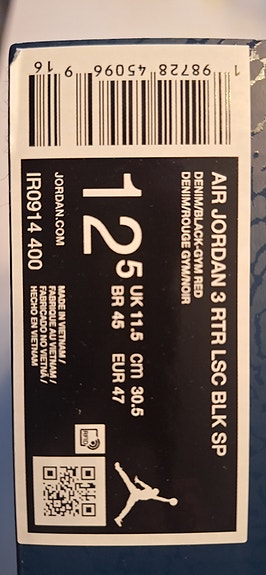 1 98728 45096 9 16
AIR JORDAN 3 RTR LSC BLK SP
DENIM/BLACK-GYM RED
DENIM/ROUGE GYM/NOIR
12.5
UK 11.5 cm 30.5
BR 45 EUR 47
JORDAN.COM
IR0914 400
MADE IN VIETNAM /
FABRIQUÉ AU VIETNAM /
FABRICADO NO VIETNÃ /
HECHO EN VIETNAM